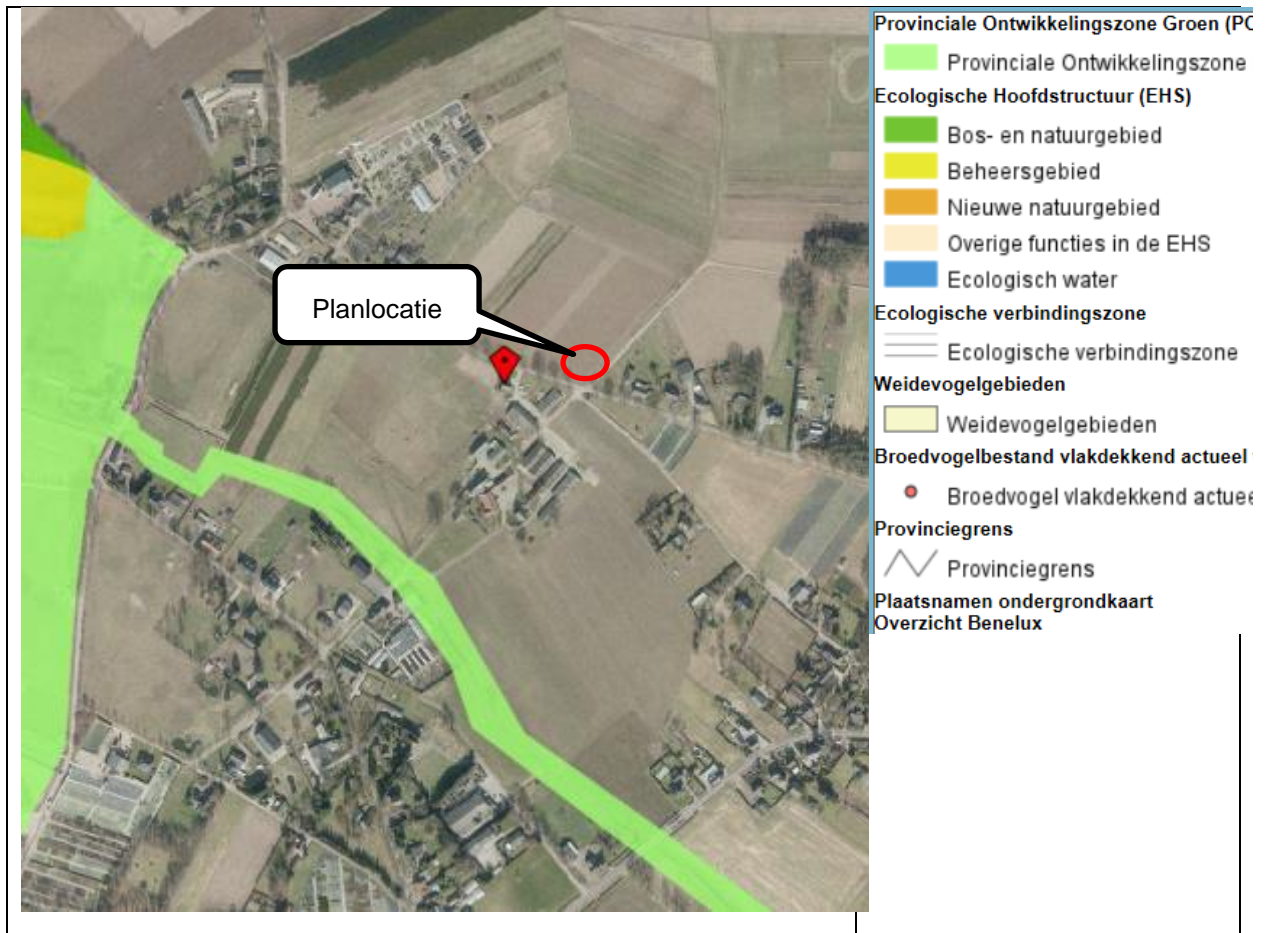 Planlocatie
Provinciale Ontwikkelingszone Groen (PO
Provinciale Ontwikkelingszone
Ecologische Hoofdstructuur (EHS)
Bos- en natuurgebied
Beheersgebied
Nieuwe natuurgebied
Overige functies in de EHS
Ecologisch water
Ecologische verbindingszone
Ecologische verbindingszone
Weidevogelgebieden
Weidevogelgebieden
Broedvogelbestand vlakdekkend actueel
Broedvogel vlakdekkend actuee
Provinciegrens
Provinciegrens
Plaatsnamen ondergrondkaart
Overzicht Benelux